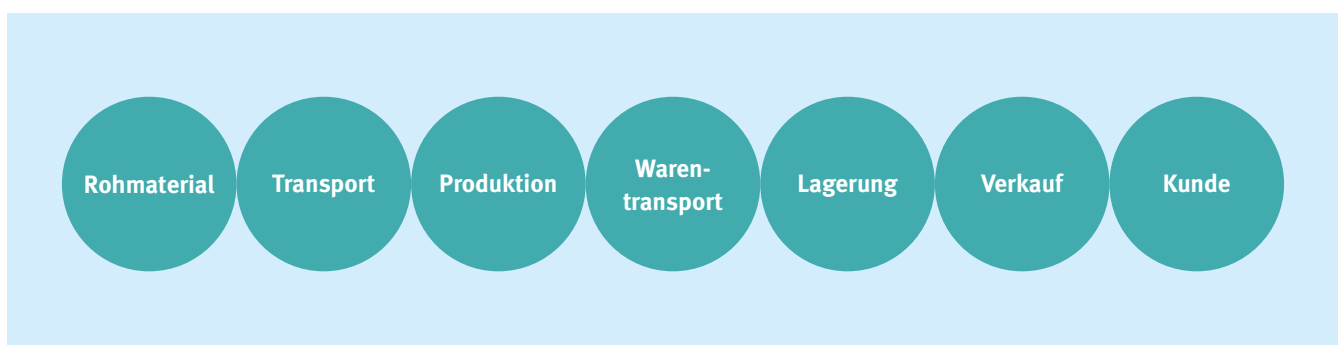 Rohmaterial
Transport
Produktion
Waren-
transport
Lagerung
Verkauf
Kunde